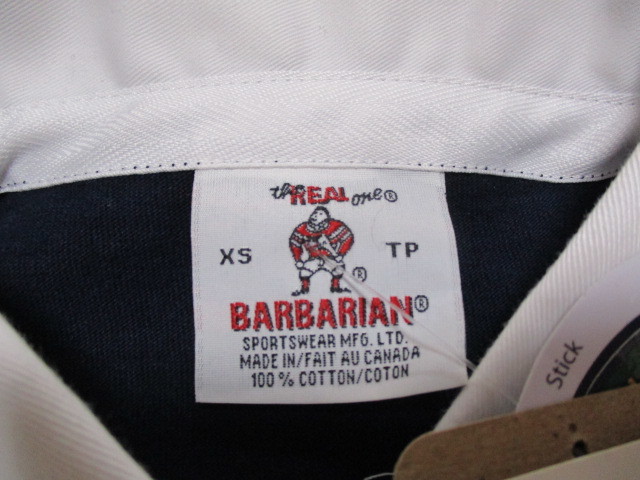 the REAL one®
XS TP
®
BARBARIAN®
SPORTSWEAR MFG. LTD.
MADE IN/FAIT AU CANADA
100 % COTTON/COTON
Stick